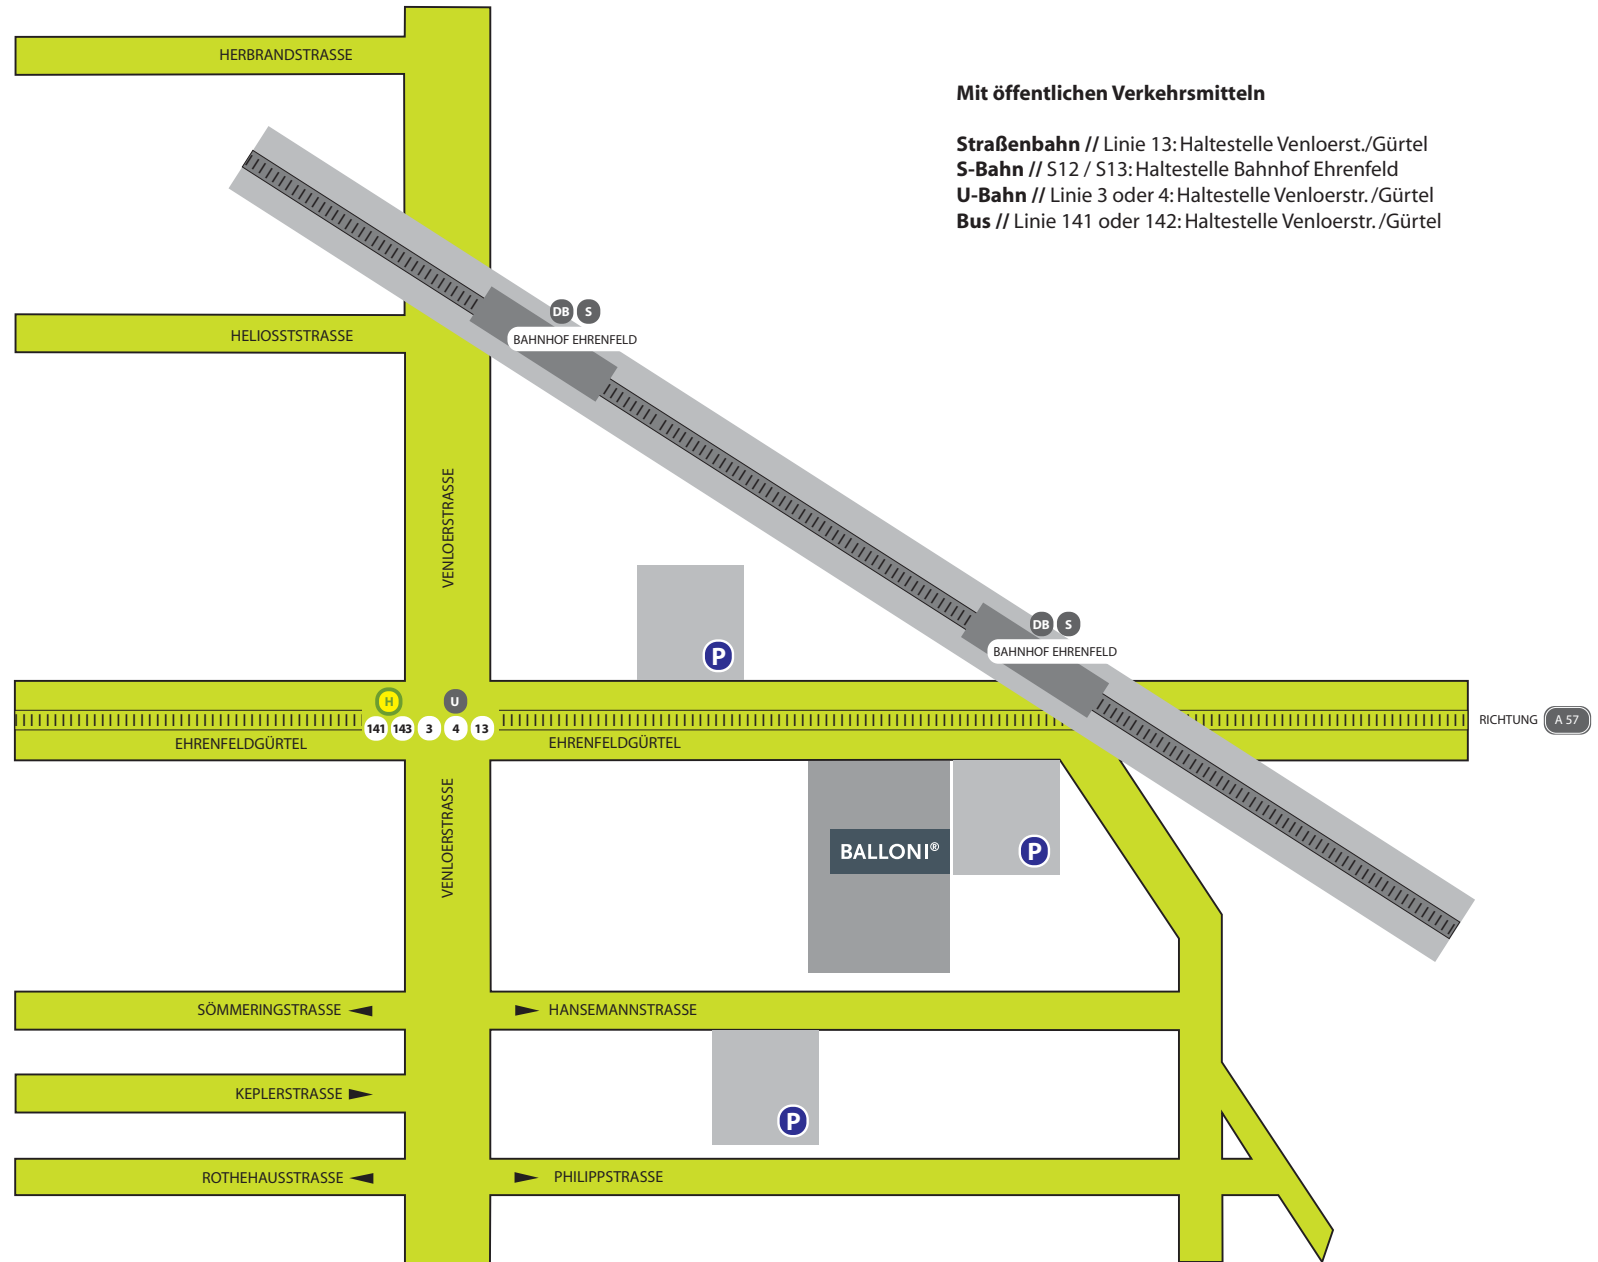 HERBRANDSTRASSE
Mit öffentlichen Verkehrsmitteln
Straßenbahn // Linie 13: Haltestelle Venloerst./Gürtel
S-Bahn // S12 / S13: Haltestelle Bahnhof Ehrenfeld
U-Bahn // Linie 3 oder 4: Haltestelle Venloerstr. /Gürtel
Bus // Linie 141 oder 142: Haltestelle Venloerstr. /Gürtel
DB S
BAHNHOF EHRENFELD
HELIOSSTSTRASSE
VENLOERSTRASSE
P
DB S
BAHNHOF EHRENFELD
H U
141 143 3 4 13
RICHTUNG A 57
EHRENFELDGÜRTEL
EHRENFELDGÜRTEL
VENLOERSTRASSE
BALLONI®
P
SÖMMERINGSTRASSE
HANSEMANNSTRASSE
KEPLERSTRASSE
P
ROTHEHAUSSTRASSE
PHILIPPSTRASSE